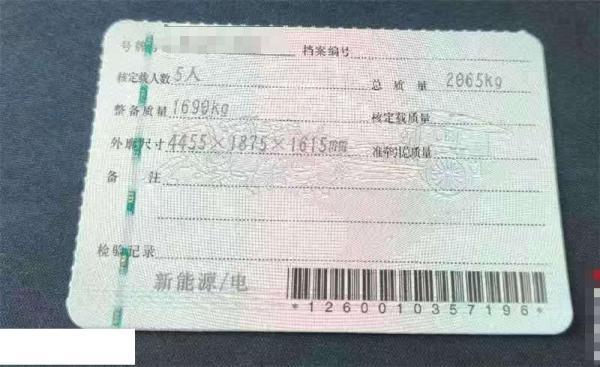 号牌号 档案编号
核定载人数 5人 总质量 2065kg
整备质量 1690kg 核定载质量
外廓尺寸 4455×1875×1615mm 准牵引总质量
备注
检验记录
新能源/电
*1260010357196*